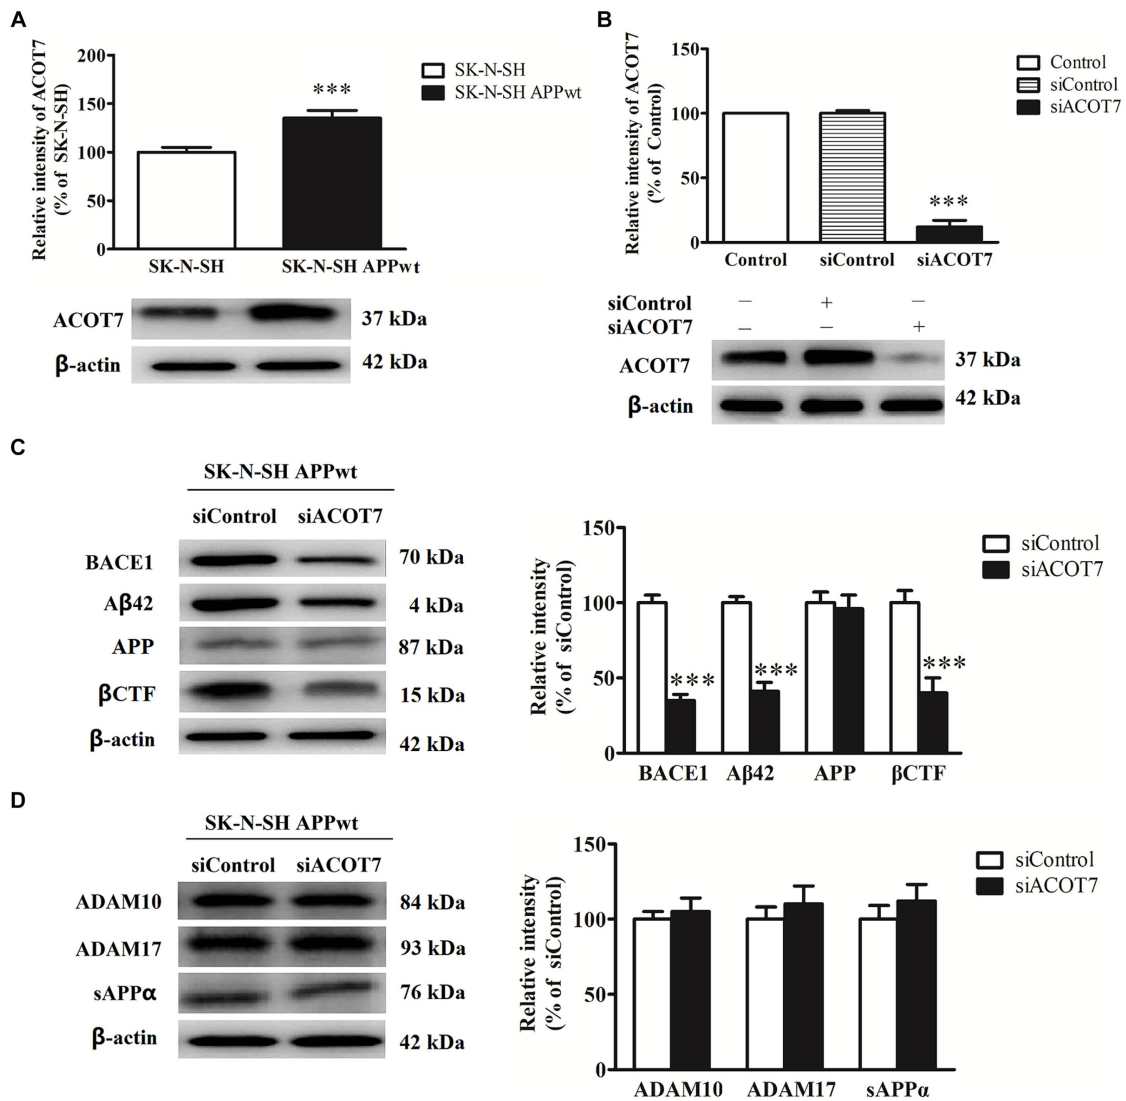 A
Relative intensity of ACOT7
(% of SK-N-SH)
200
150
100
50
0
***
SK-N-SH
SK-N-SH APPwt
SK-N-SH
SK-N-SH APPwt
ACOT7
37 kDa
β-actin
42 kDa
B
Relative intensity of ACOT7
(% of Control)
150
100
50
0
***
Control
siControl
siACOT7
Control
siControl
siACOT7
siControl − + −
siACOT7 − − +
ACOT7
37 kDa
β-actin
42 kDa
C
SK-N-SH APPwt
siControl siACOT7
BACE1 70 kDa
Aβ42 4 kDa
APP 87 kDa
βCTF 15 kDa
β-actin 42 kDa
Relative intensity
(% of siControl)
150
100
50
0
*** *** ***
siControl
siACOT7
BACE1 Aβ42 APP βCTF
D
SK-N-SH APPwt
siControl siACOT7
ADAM10 84 kDa
ADAM17 93 kDa
sAPPα 76 kDa
β-actin 42 kDa
Relative intensity
(% of siControl)
150
100
50
0
siControl
siACOT7
ADAM10 ADAM17 sAPPα